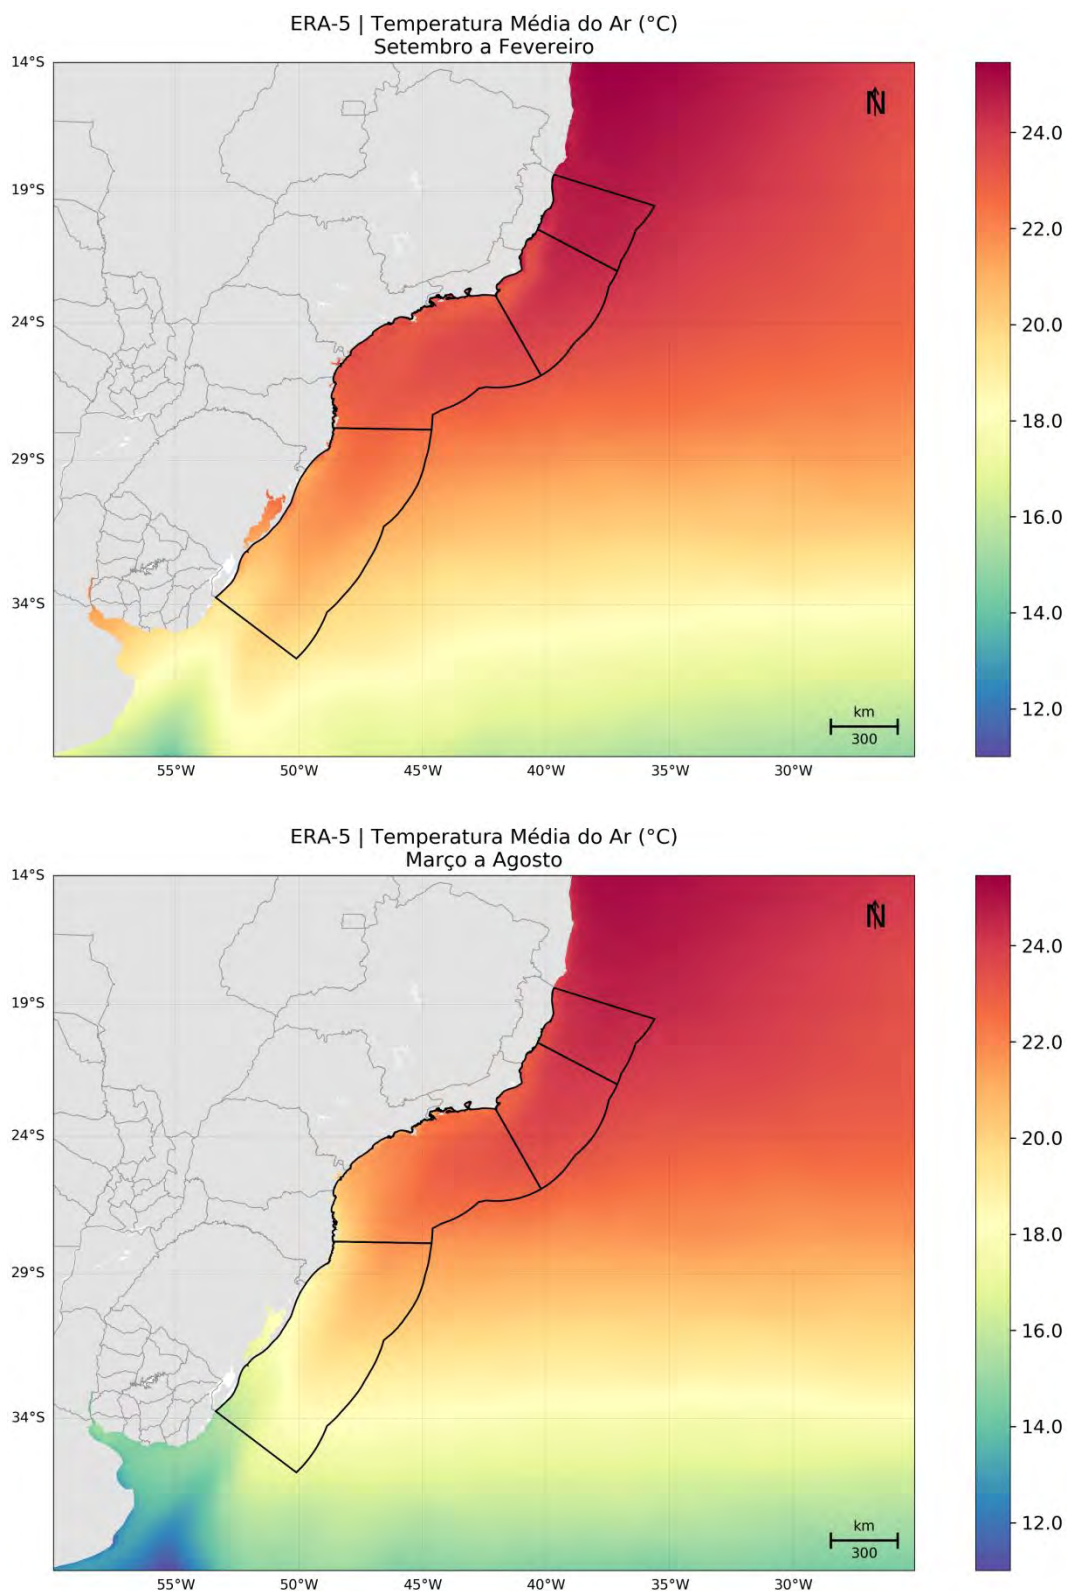 ERA-5 | Temperatura Média do Ar (°C)
Setembro a Fevereiro
14°S
N
24.0
19°S
22.0
24°S
20.0
18.0
29°S
16.0
34°S
14.0
km
12.0
300
55°W 50°W 45°W 40°W 35°W 30°W
ERA-5 | Temperatura Média do Ar (°C)
Março a Agosto
14°S
N
24.0
19°S
22.0
24°S
20.0
18.0
29°S
16.0
34°S
14.0
km
12.0
300
55°W 50°W 45°W 40°W 35°W 30°W